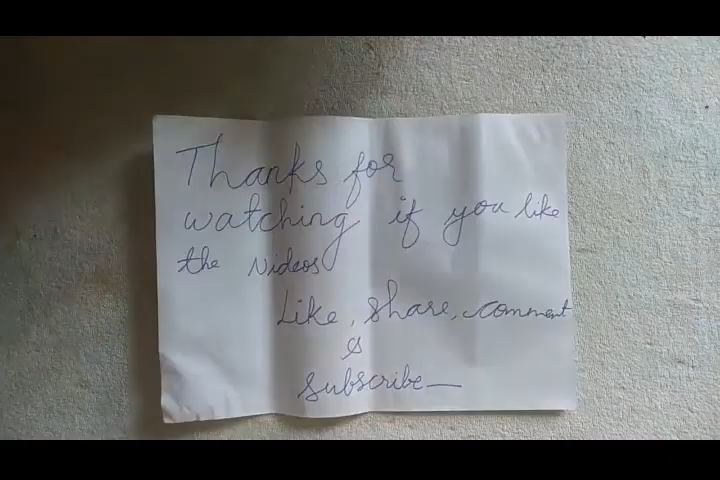 Thanks for
watching if you like
the Videos
Like, Share, comment
&
Subscribe—